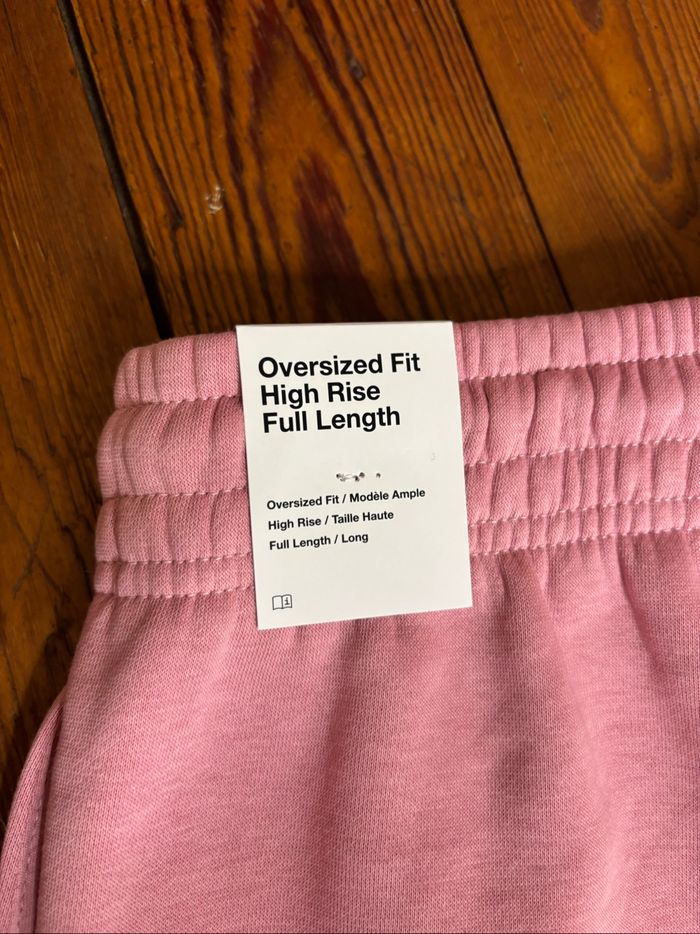 Oversized Fit
High Rise
Full Length
Oversized Fit / Modèle Ample
High Rise / Taille Haute
Full Length / Long
i